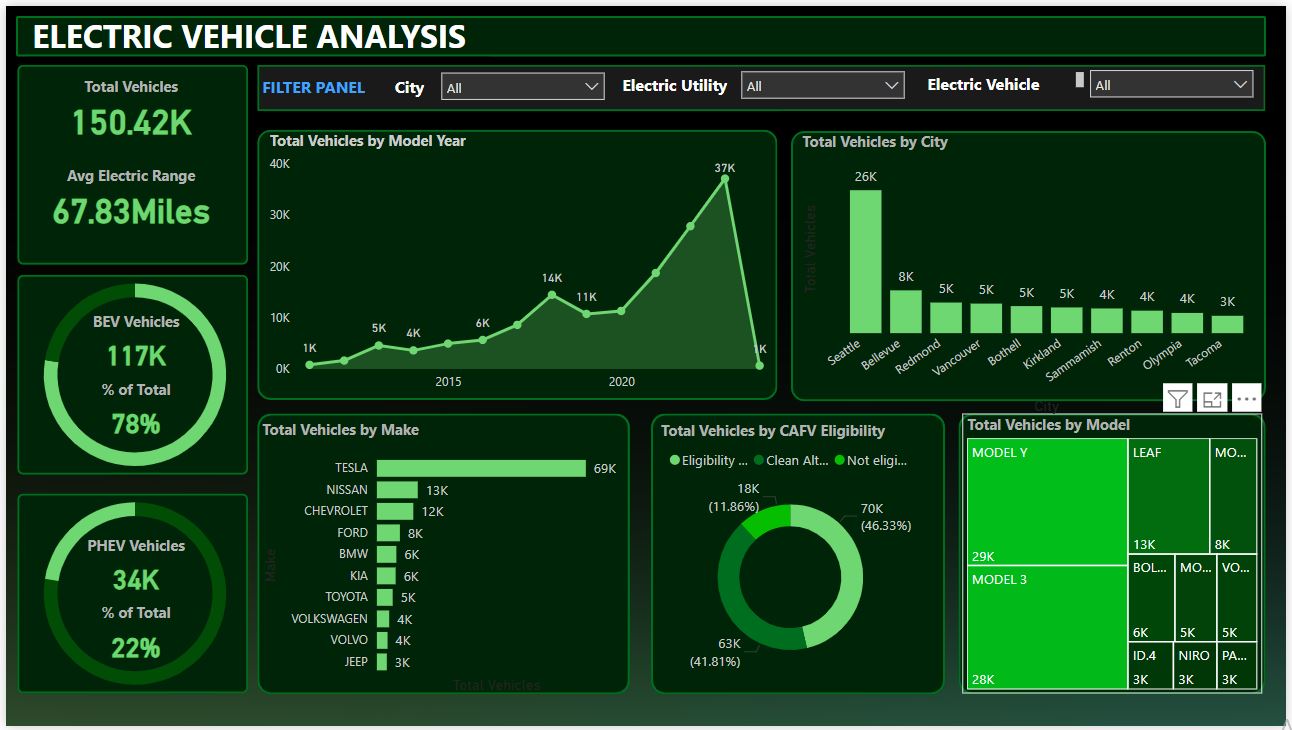 ELECTRIC VEHICLE ANALYSIS
Total Vehicles
150.42K
Avg Electric Range
67.83Miles
FILTER PANEL
City
All
Electric Utility
All
Electric Vehicle
All
BEV Vehicles
117K
% of Total
78%
PHEV Vehicles
34K
% of Total
22%
Total Vehicles by Model Year
40K
30K
20K
10K
0K
1K
5K
4K
6K
14K
11K
37K
1K
2015
2020
Total Vehicles by City
Total Vehicles
26K
8K
5K
5K
5K
5K
4K
4K
4K
3K
Seattle
Bellevue
Redmond
Vancouver
Bothell
Kirkland
Sammamish
Renton
Olympia
Tacoma
City
Total Vehicles by Make
Make
TESLA 69K
NISSAN 13K
CHEVROLET 12K
FORD 8K
BMW 6K
KIA 6K
TOYOTA 5K
VOLKSWAGEN 4K
VOLVO 4K
JEEP 3K
Total Vehicles
Total Vehicles by CAFV Eligibility
Eligibility ... Clean Alt... Not eligi...
18K
(11.86%)
70K
(46.33%)
63K
(41.81%)
Total Vehicles by Model
MODEL Y
29K
MODEL 3
28K
LEAF
13K
MO...
8K
BOL...
6K
MO...
5K
VO...
5K
ID.4
3K
NIRO
3K
PA...
3K